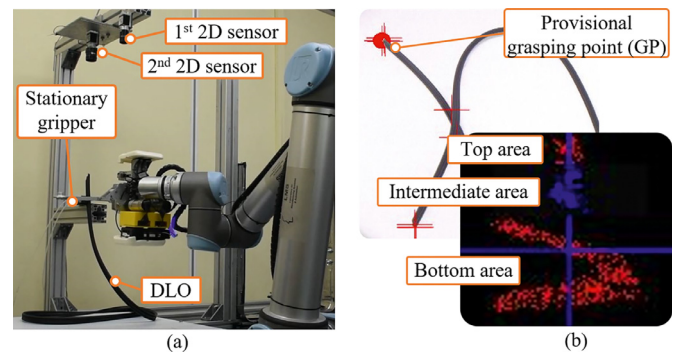 1st 2D sensor
2nd 2D sensor
Stationary
gripper
DLO
(a)
Provisional
grasping point (GP)
Top area
Intermediate area
Bottom area
(b)